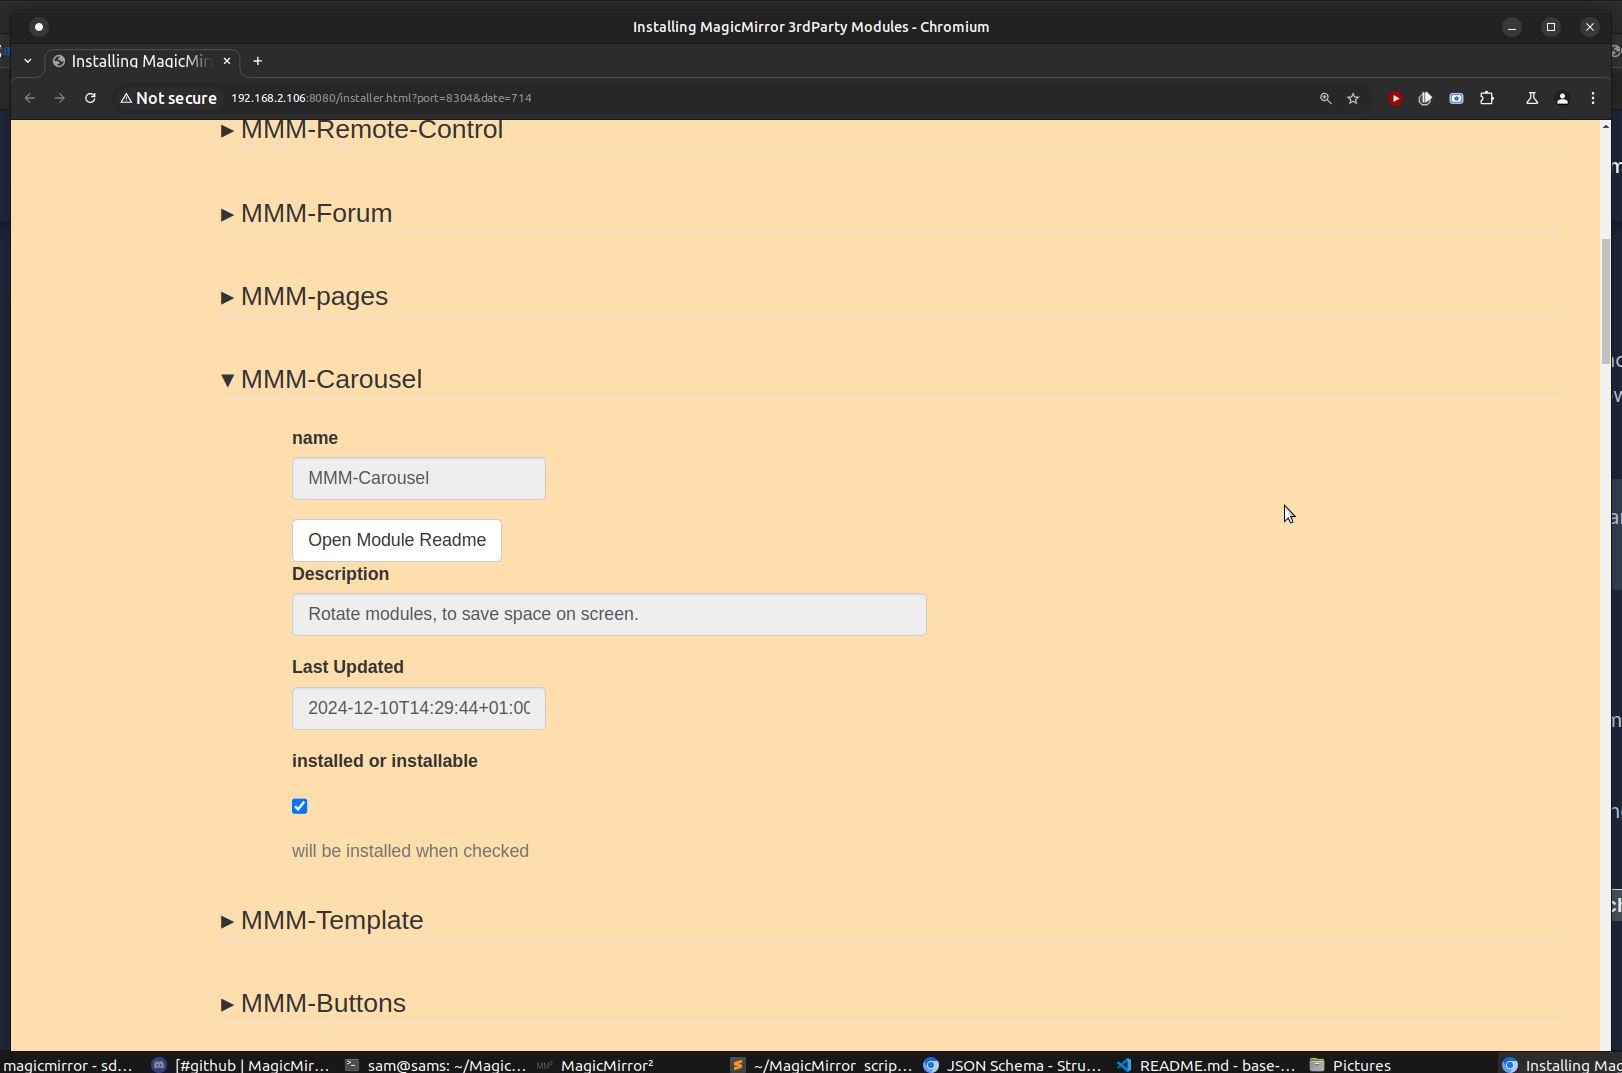 Installing MagicMirror 3rdParty Modules - Chromium
Installing MagicMir
Not secure 192.168.2.106:8080/installer.html?port=8304&date=714
MMM-Remote-Control
MMM-Forum
MMM-pages
MMM-Carousel
name
MMM-Carousel
Open Module Readme
Description
Rotate modules, to save space on screen.
Last Updated
2024-12-10T14:29:44+01:00
installed or installable
will be installed when checked
MMM-Template
MMM-Buttons
magicmirror - sd... [#github | MagicMir... sam@sams: ~/Magic... MM² MagicMirror² ~/MagicMirror_scrip... JSON Schema - Stru... README.md - base-... Pictures Installing Mag